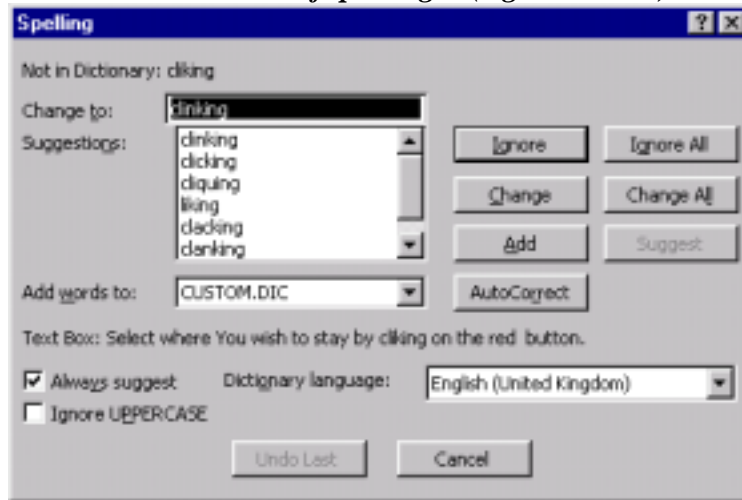 Spelling
Not in Dictionary: cliking
Change to: clinking
Suggestions:
clinking
clicking
cliquing
liking
clacking
clanking
Ignore Ignore All
Change Change All
Add Suggest
Add words to: CUSTOM.DIC AutoCorrect
Text Box: Select where You wish to stay by cliking on the red button.
Always suggest Dictionary language: English (United Kingdom)
Ignore UPPERCASE
Undo Last Cancel